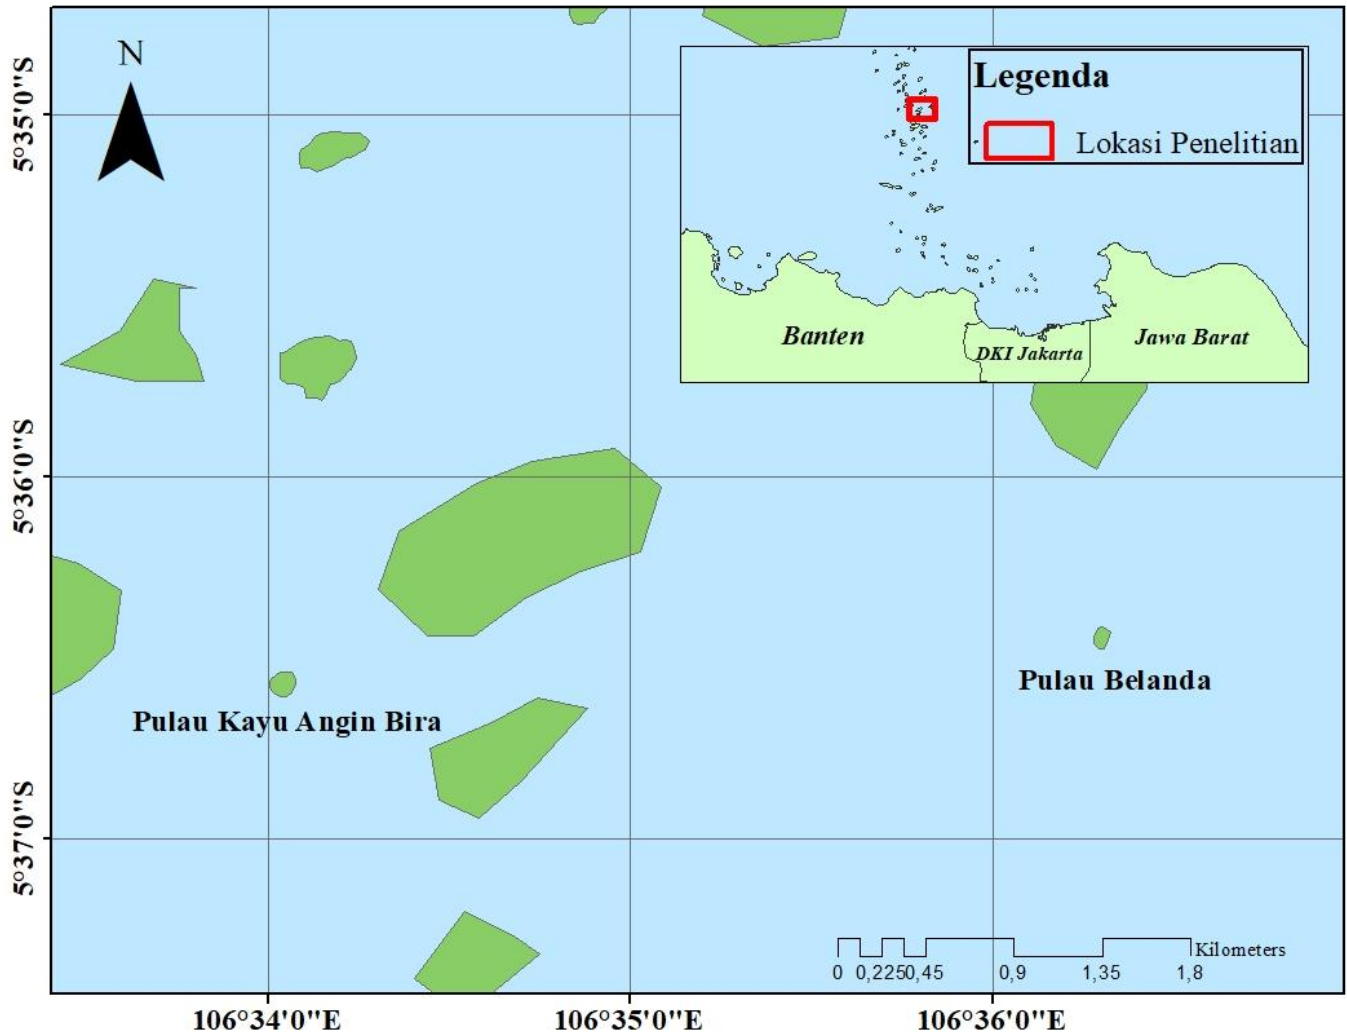 N
Legenda
Lokasi Penelitian
Banten
DKI Jakarta
Jawa Barat
5°35'0"S
5°36'0"S
5°37'0"S
Pulau Belanda
Pulau Kayu Angin Bira
Kilometers
0 0,225 0,45 0,9 1,35 1,8
106°34'0"E 106°35'0"E 106°36'0"E